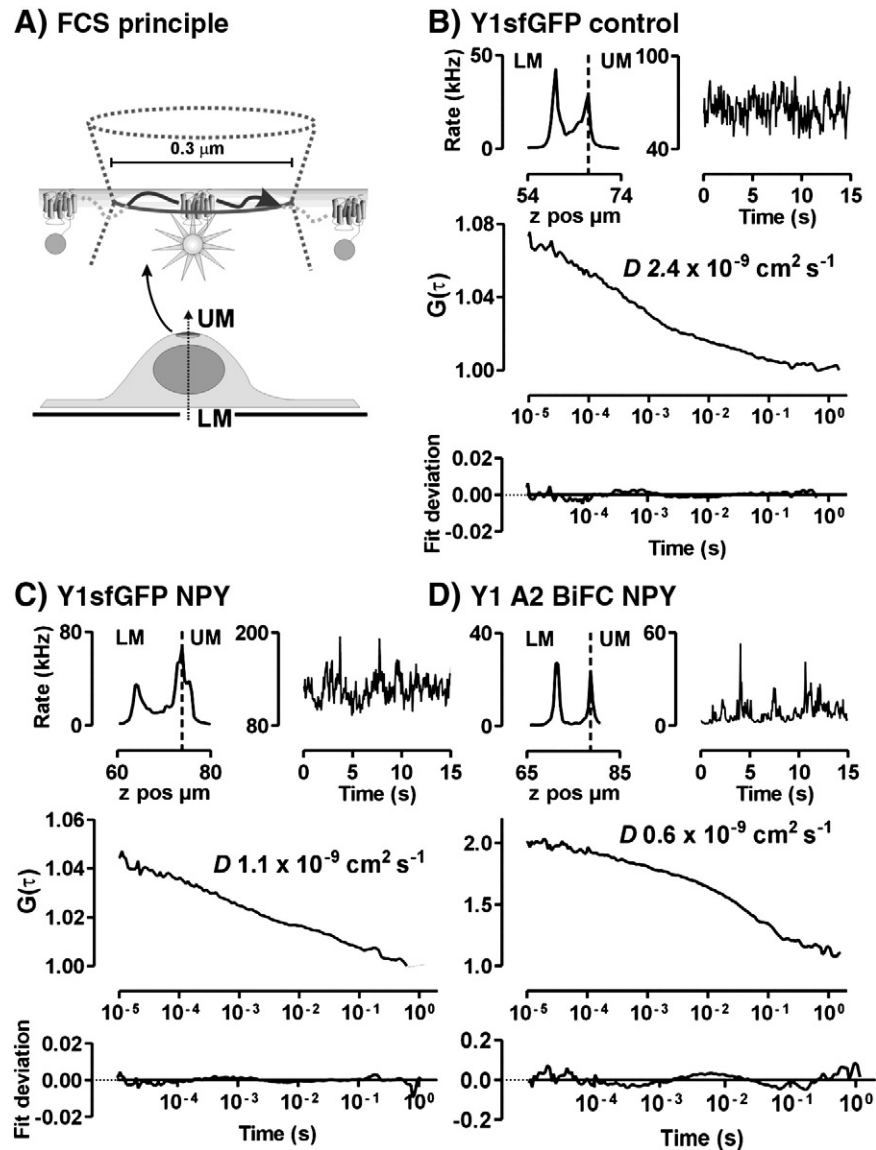 A) FCS principle
0.3 μm
UM
LM
B) Y1sfGFP control
Rate (kHz)
50
0
LM
UM
54
74
z pos μm
100
40
0
5
10
15
Time (s)
G(τ)
1.08
1.04
1.00
D 2.4 x 10⁻⁹ cm² s⁻¹
10⁻⁵
10⁻⁴
10⁻³
10⁻²
10⁻¹
10⁰
Fit deviation
0.02
0.00
-0.02
10⁻⁴
10⁻³
10⁻²
10⁻¹
10⁰
Time (s)
C) Y1sfGFP NPY
Rate (kHz)
80
0
LM
UM
60
80
z pos μm
200
80
0
5
10
15
Time (s)
G(τ)
1.06
1.04
1.02
1.00
D 1.1 x 10⁻⁹ cm² s⁻¹
10⁻⁵
10⁻⁴
10⁻³
10⁻²
10⁻¹
10⁰
Fit deviation
0.02
0.00
-0.02
10⁻⁴
10⁻³
10⁻²
10⁻¹
10⁰
Time (s)
D) Y1 A2 BiFC NPY
40
0
LM
UM
65
85
z pos μm
60
0
0
5
10
15
Time (s)
2.0
1.5
1.0
D 0.6 x 10⁻⁹ cm² s⁻¹
10⁻⁵
10⁻⁴
10⁻³
10⁻²
10⁻¹
10⁰
0.2
0.0
-0.2
10⁻⁴
10⁻³
10⁻²
10⁻¹
10⁰
Time (s)